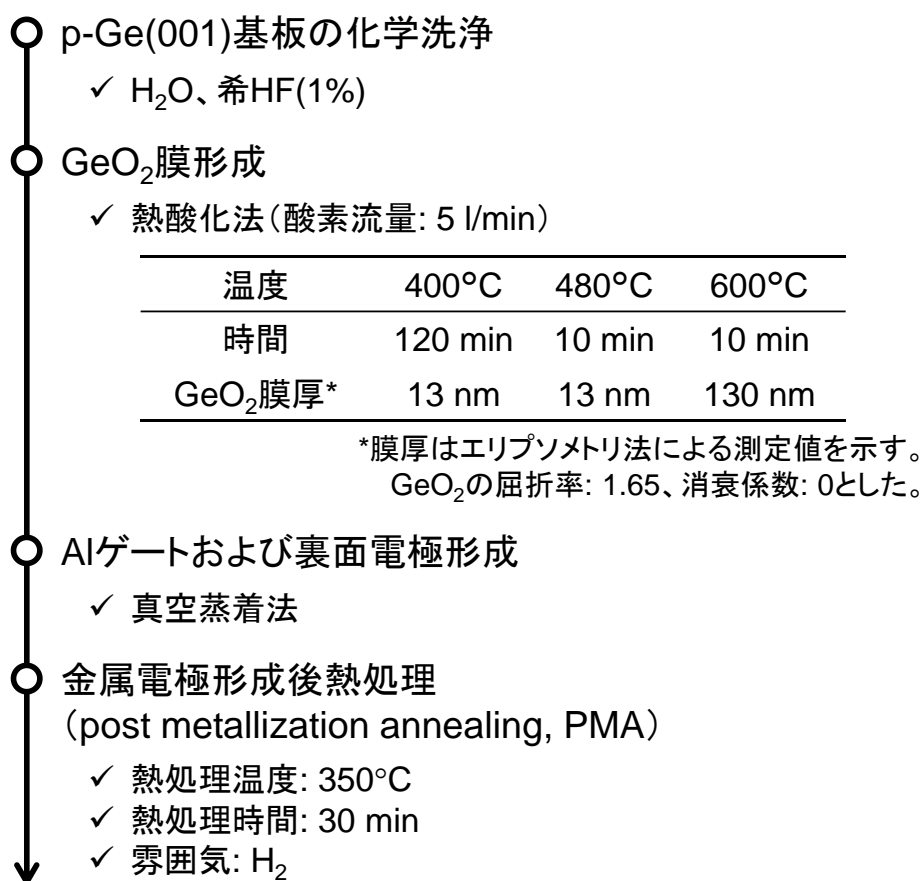 p-Ge(001)基板の化学洗浄
✓ H₂O、希HF(1%)
GeO₂膜形成
✓ 熱酸化法（酸素流量: 5 l/min）
温度 400°C 480°C 600°C
時間 120 min 10 min 10 min
GeO₂膜厚* 13 nm 13 nm 130 nm
*膜厚はエリプソメトリ法による測定値を示す。
GeO₂の屈折率: 1.65、消衰係数: 0とした。
Alゲートおよび裏面電極形成
✓ 真空蒸着法
金属電極形成後熱処理
（post metallization annealing, PMA）
✓ 熱処理温度: 350°C
✓ 熱処理時間: 30 min
✓ 雰囲気: H₂